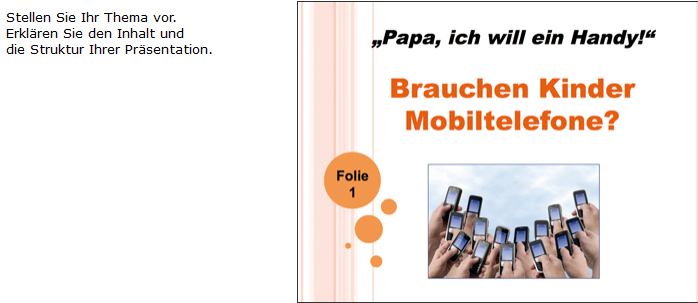 Stellen Sie Ihr Thema vor.
Erklären Sie den Inhalt und
die Struktur Ihrer Präsentation.
„Papa, ich will ein Handy!“
Brauchen Kinder
Mobiltelefone?
Folie
1